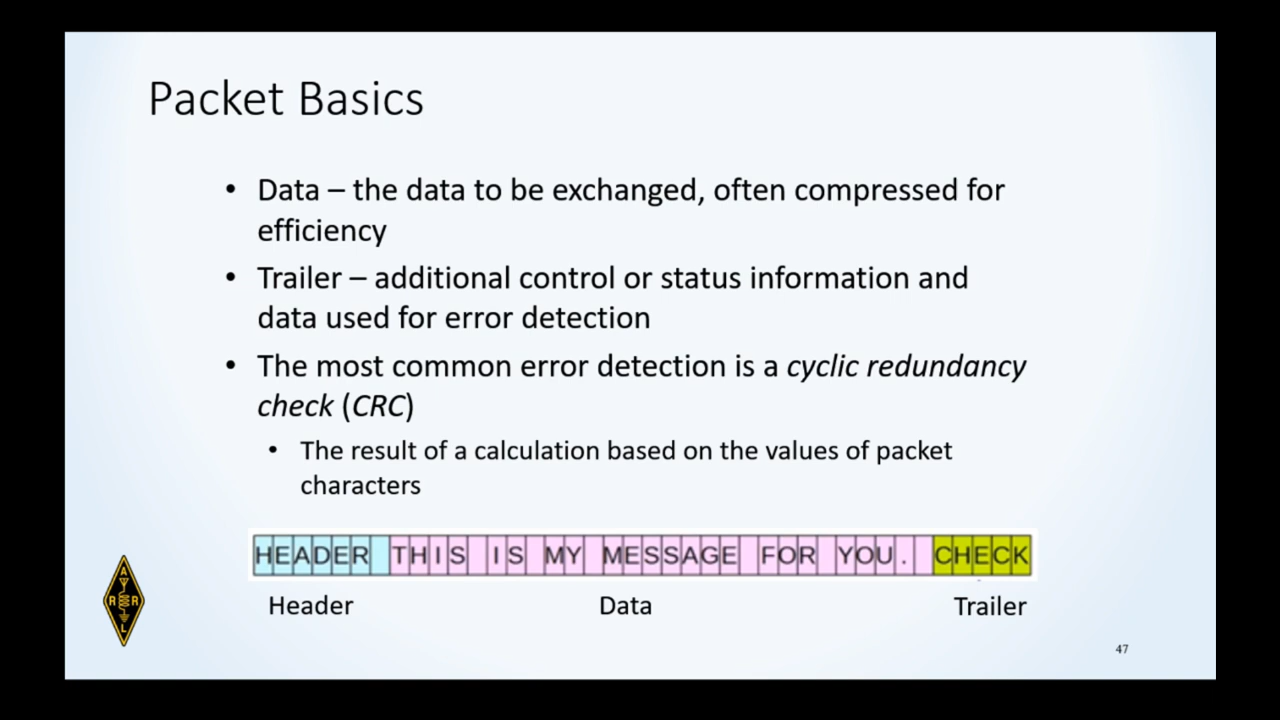 Packet Basics
• Data – the data to be exchanged, often compressed for
efficiency
• Trailer – additional control or status information and
data used for error detection
• The most common error detection is a cyclic redundancy
check (CRC)
• The result of a calculation based on the values of packet
characters
HEADER THIS IS MY MESSAGE FOR YOU. CHECK
Header Data Trailer
A R R L
47